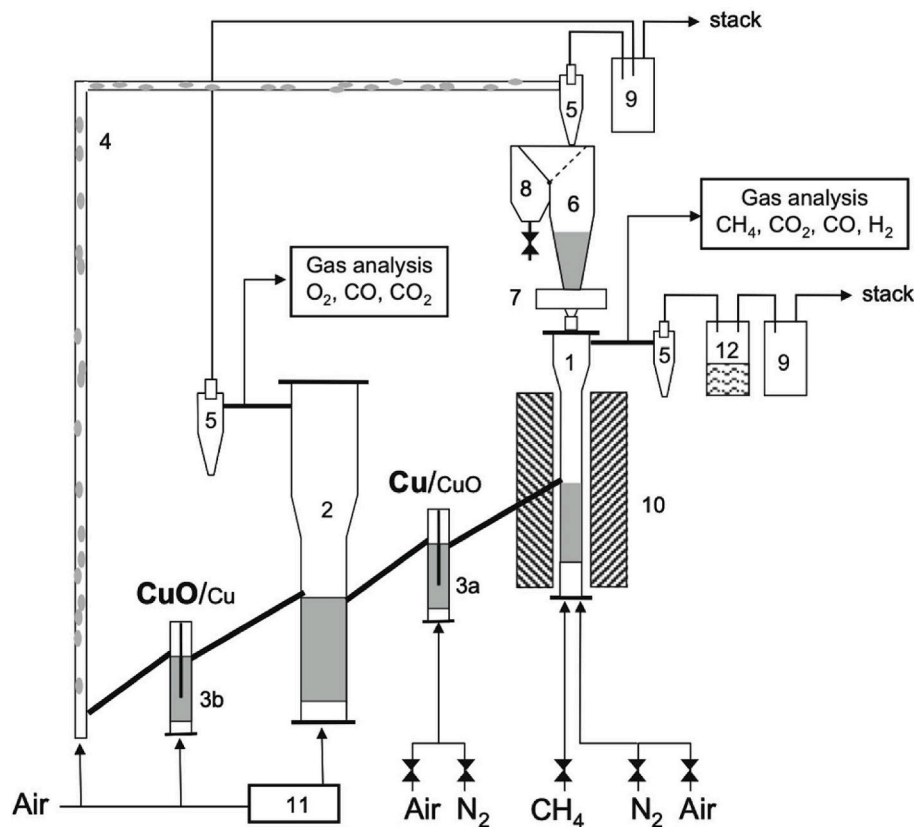 stack
5
9
4
8
6
Gas analysis
CH₄, CO₂, CO, H₂
Gas analysis
O₂, CO, CO₂
7
stack
1
5
12
9
5
Cu/CuO
2
10
CuO/Cu
3a
3b
Air
11
Air
N₂
CH₄
N₂
Air